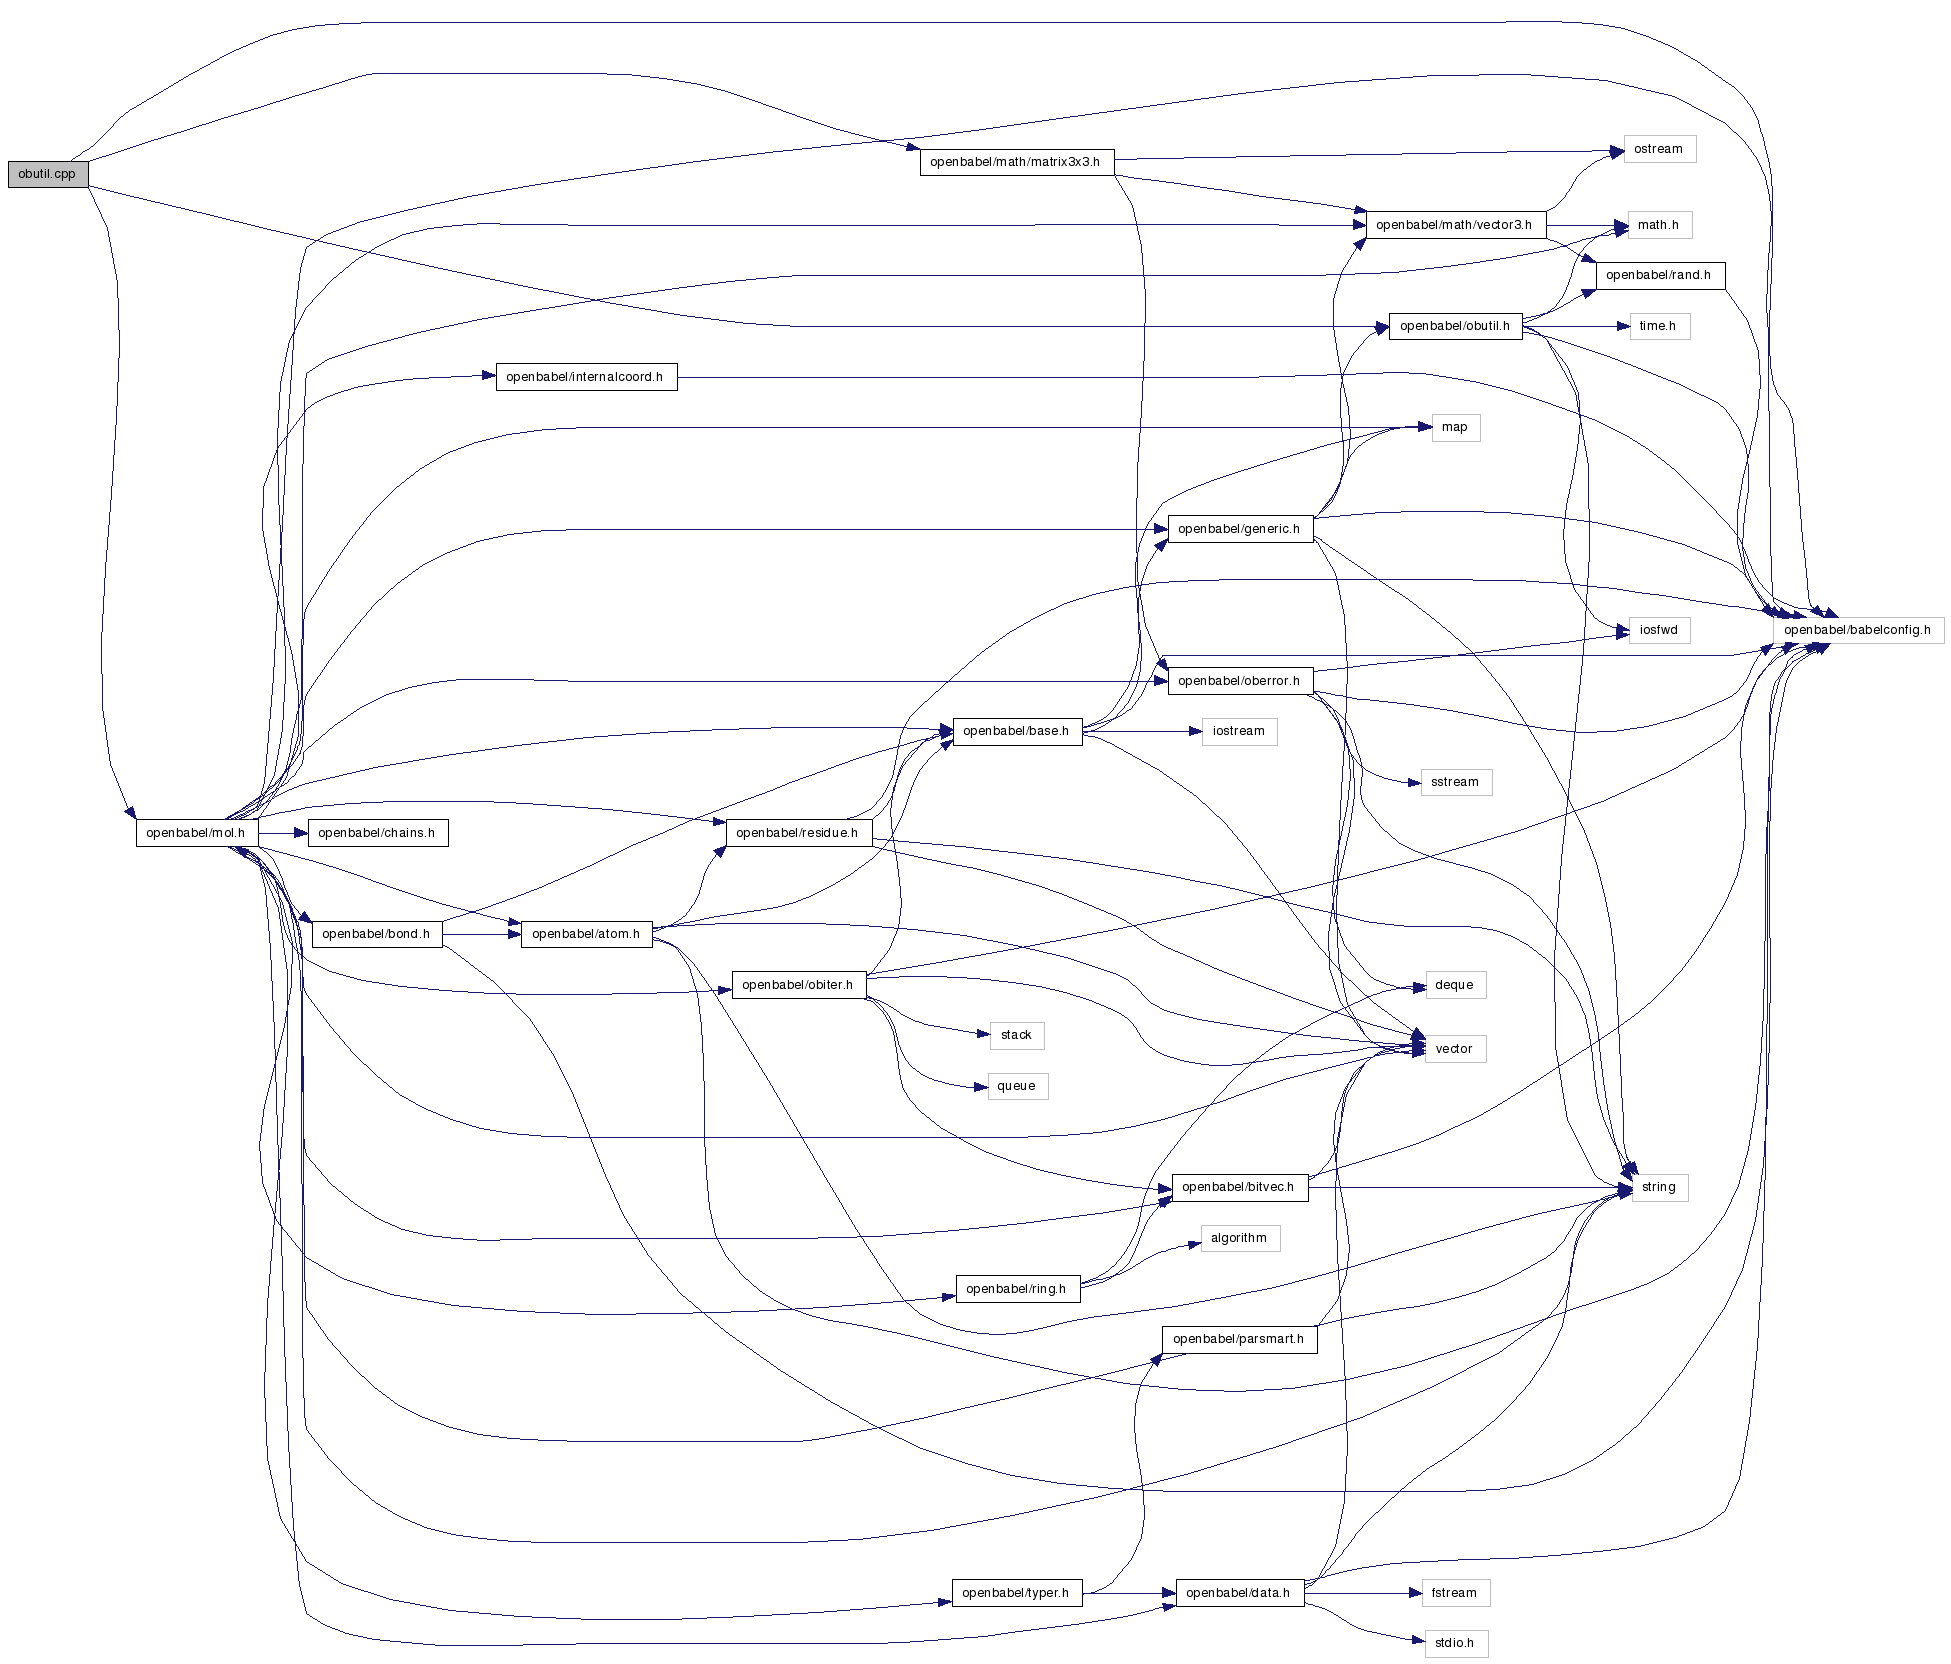 obutil.cpp
openbabel/math/matrix3x3.h
ostream
openbabel/math/vector3.h
math.h
openbabel/rand.h
openbabel/obutil.h
time.h
openbabel/internalcoord.h
map
openbabel/generic.h
iosfwd
openbabel/babelconfig.h
openbabel/oberror.h
openbabel/base.h
iostream
sstream
openbabel/mol.h
openbabel/chains.h
openbabel/residue.h
openbabel/bond.h
openbabel/atom.h
openbabel/obiter.h
deque
stack
vector
queue
openbabel/bitvec.h
string
algorithm
openbabel/ring.h
openbabel/parsmart.h
openbabel/typer.h
openbabel/data.h
fstream
stdio.h